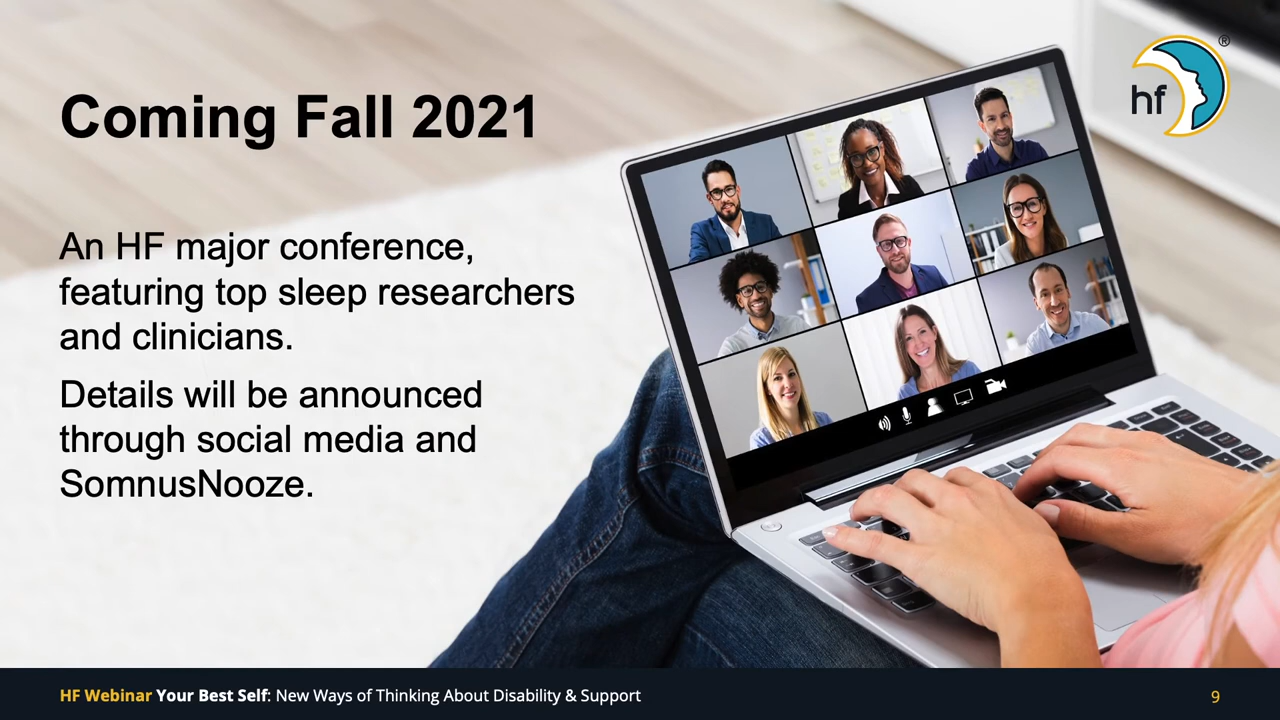 Coming Fall 2021
hf
®
An HF major conference,
featuring top sleep researchers
and clinicians.
Details will be announced
through social media and
SomnusNooze.
HF Webinar Your Best Self: New Ways of Thinking About Disability & Support
9